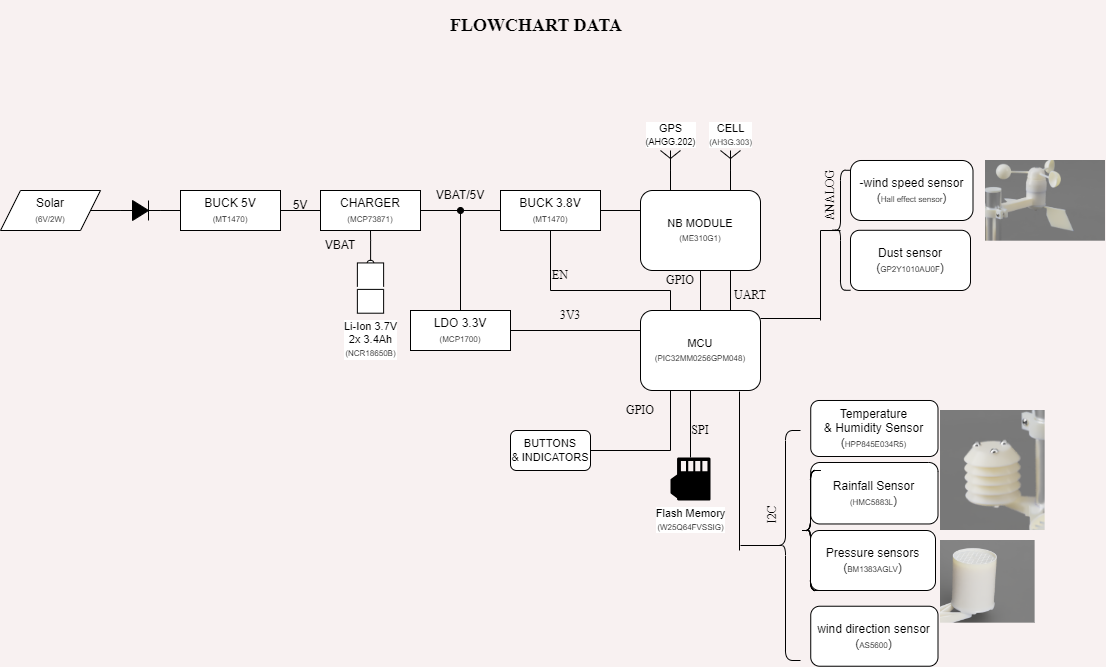 FLOWCHART DATA
GPS
(AHGG.202)
CELL
(AH3G.303)
Solar
(6V/2W)
BUCK 5V
(MT1470)
5V
CHARGER
(MCP73871)
VBAT/5V
BUCK 3.8V
(MT1470)
NB MODULE
(ME310G1)
ANALOG
-wind speed sensor
(Hall effect sensor)
Dust sensor
(GP2Y1010AU0F)
VBAT
EN
GPIO
UART
Li-Ion 3.7V
2x 3.4Ah
(NCR18650B)
LDO 3.3V
(MCP1700)
3V3
MCU
(PIC32MM0256GPM048)
GPIO
SPI
BUTTONS
& INDICATORS
Flash Memory
(W25Q64FVSSIG)
I2C
Temperature
& Humidity Sensor
(HPP845E034R5)
Rainfall Sensor
(HMC5883L)
Pressure sensors
(BM1383AGLV)
wind direction sensor
(AS5600)